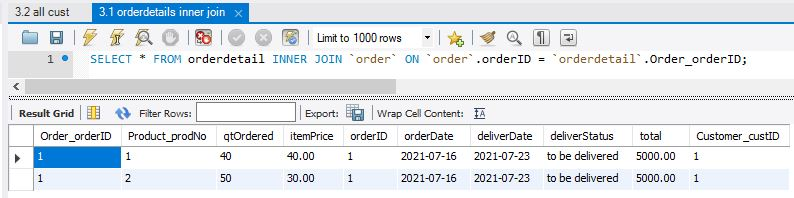 3.2 all cust 3.1 orderdetails inner join ×
Limit to 1000 rows
1 SELECT * FROM orderdetail INNER JOIN `order` ON `order`.orderID = `orderdetail`.Order_orderID;
Result Grid Filter Rows: Export: Wrap Cell Content: IA
Order_orderID Product_prodNo qtOrdered itemPrice orderID orderDate deliverDate deliverStatus total Customer_custID
1 1 40 40.00 1 2021-07-16 2021-07-23 to be delivered 5000.00 1
1 2 50 30.00 1 2021-07-16 2021-07-23 to be delivered 5000.00 1